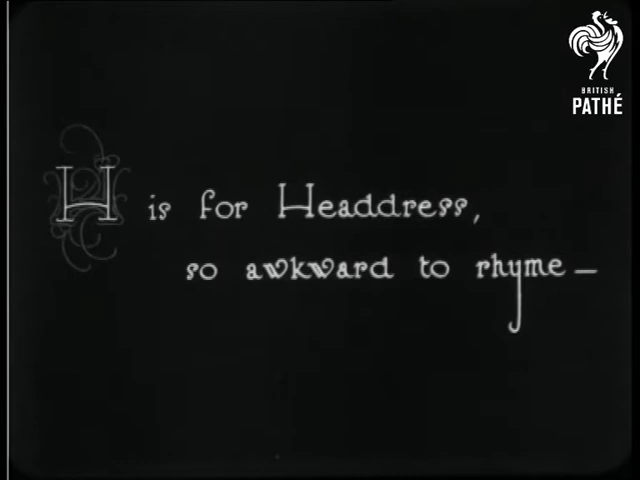 BRITISH
PATHÉ
H is for Headdress,
so awkward to rhyme —